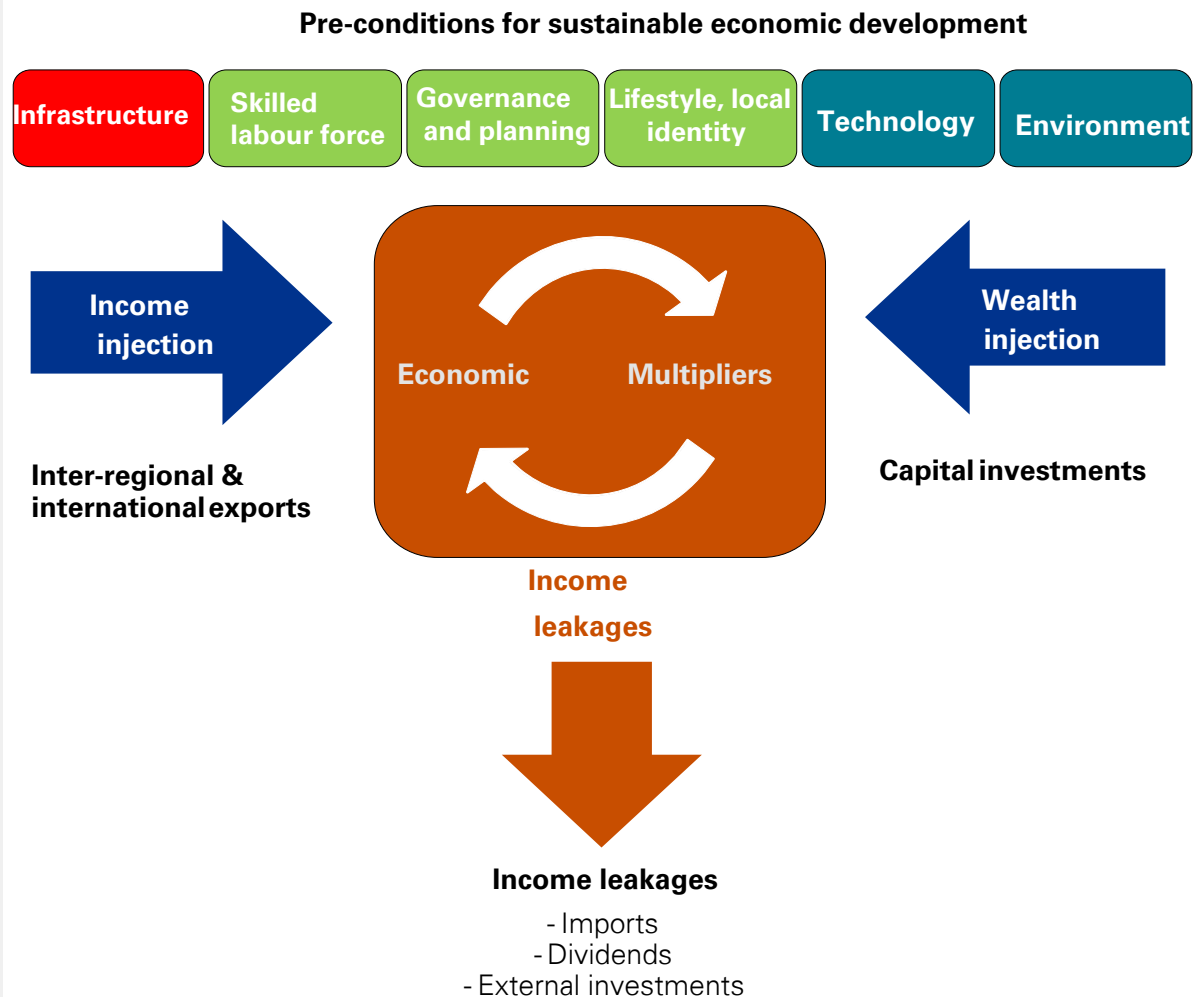 Pre-conditions for sustainable economic development
Infrastructure
Skilled
labour force
Governance
and planning
Lifestyle, local
identity
Technology
Environment
Income
injection
Economic
Multipliers
Wealth
injection
Inter-regional &
international exports
Capital investments
Income
leakages
Income leakages
- Imports
- Dividends
- External investments